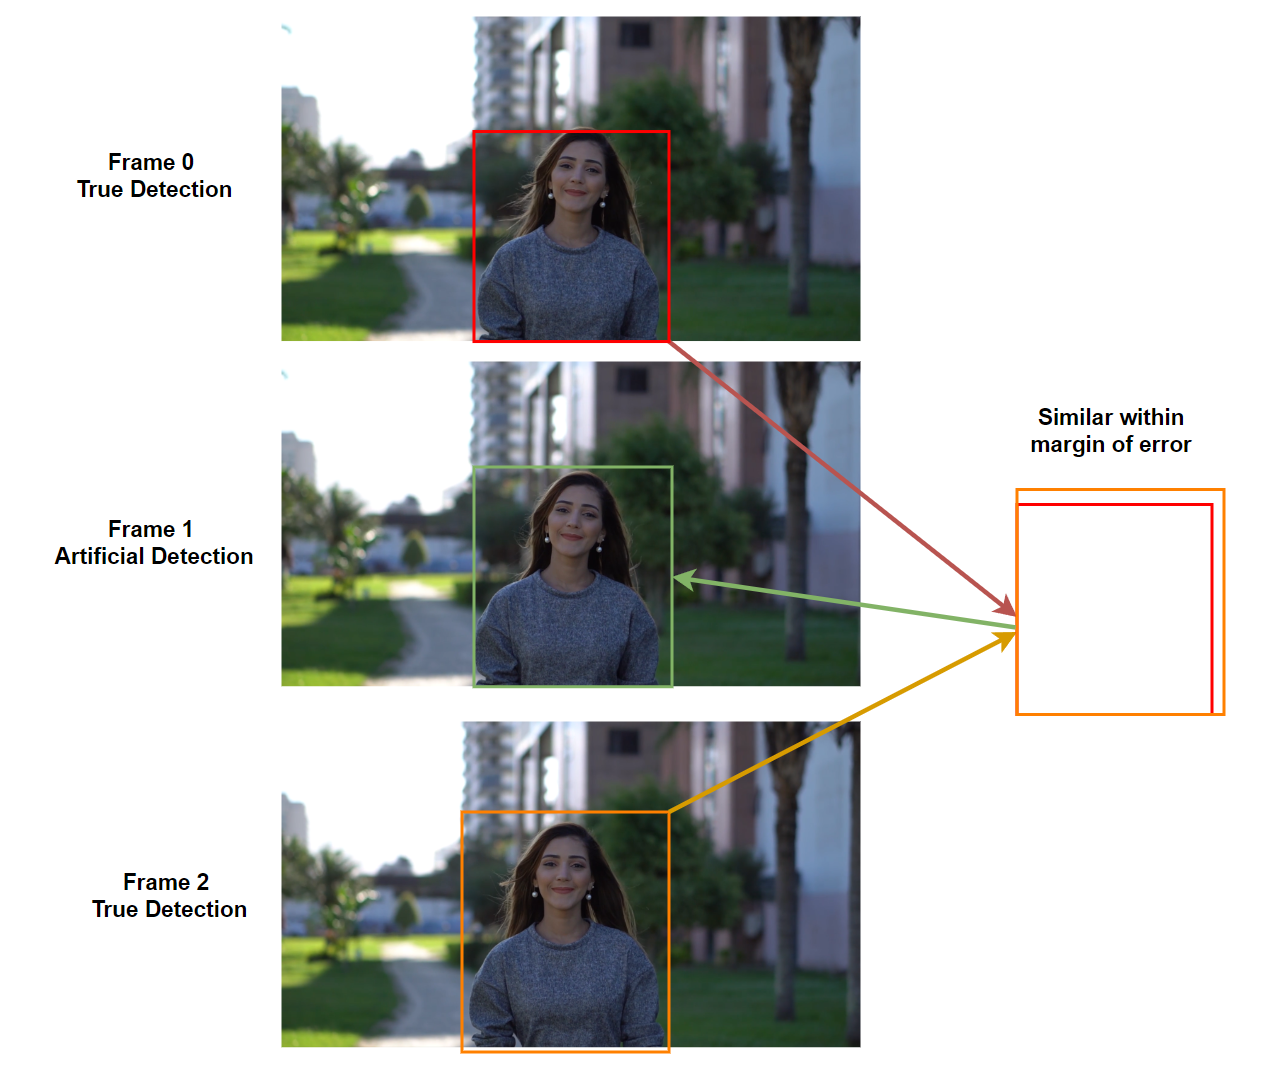 Frame 0
True Detection
Frame 1
Artificial Detection
Similar within
margin of error
Frame 2
True Detection